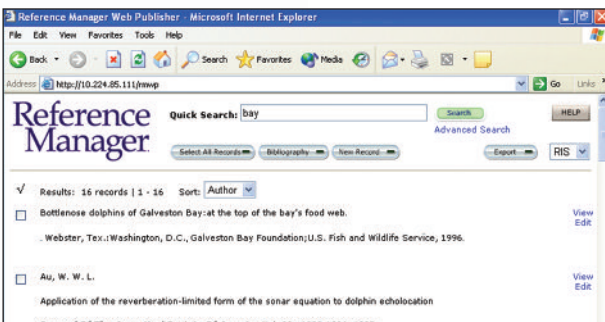 Reference Manager Web Publisher - Microsoft Internet Explorer
File Edit View Favorites Tools Help
Back Search Favorites Media
Address http://10.224.85.111/rmwp Go Links
Reference Manager
Quick Search: bay Search HELP
Advanced Search
Select All Records Bibliography New Record Export RIS
√ Results: 16 records | 1 - 16 Sort: Author
Bottlenose dolphins of Galveston Bay:at the top of the bay's food web. View
Edit
. Webster, Tex.:Washington, D.C., Galveston Bay Foundation;U.S. Fish and Wildlife Service, 1996.
Au, W. W. L. View
Edit
Application of the reverberation-limited form of the sonar equation to dolphin echolocation